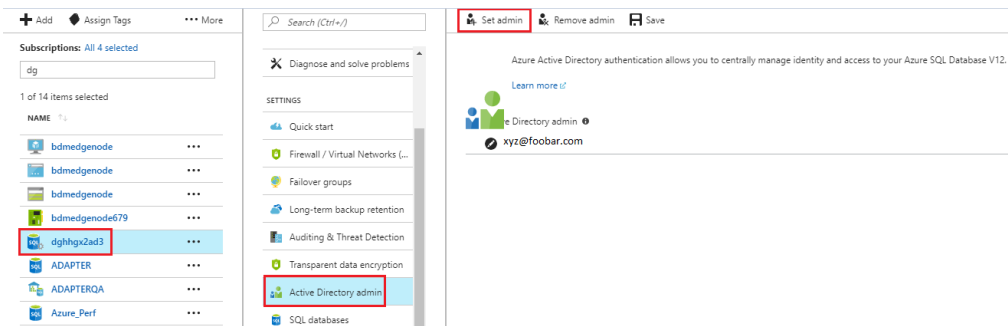 Add Assign Tags ••• More
Subscriptions: All 4 selected
dg
1 of 14 items selected
NAME
bdmedgenode •••
bdmedgenode •••
bdmedgenode •••
bdmedgenode679 •••
dghhgx2ad3 •••
ADAPTER •••
ADAPTERQA •••
Azure_Perf •••
Search (Ctrl+/)
Diagnose and solve problems
SETTINGS
Quick start
Firewall / Virtual Networks (...
Failover groups
Long-term backup retention
Auditing & Threat Detection
Transparent data encryption
Active Directory admin
SQL databases
Set admin Remove admin Save
Azure Active Directory authentication allows you to centrally manage identity and access to your Azure SQL Database V12.
Learn more
e Directory admin
xyz@foobar.com